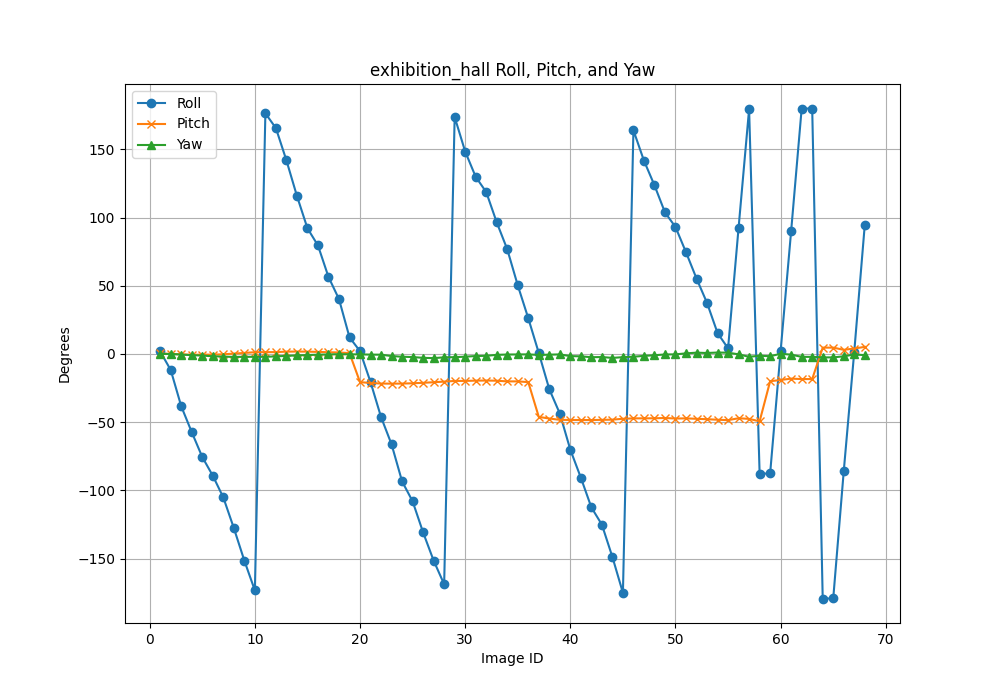 exhibition_hall Roll, Pitch, and Yaw
Roll
Pitch
Yaw
Degrees
150
100
50
0
−50
−100
−150
0 10 20 30 40 50 60 70
Image ID